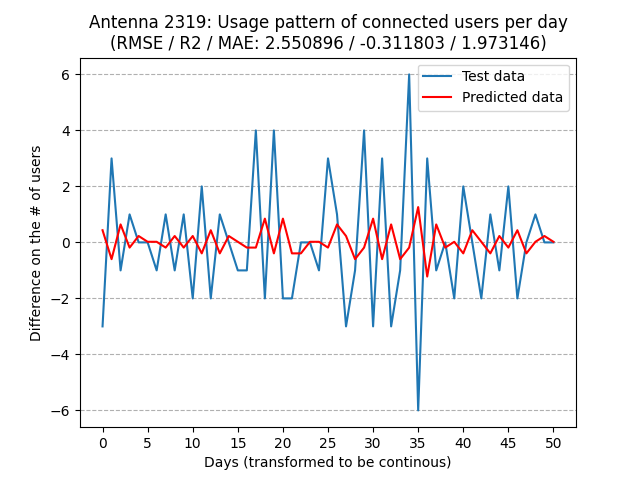 Antenna 2319: Usage pattern of connected users per day
(RMSE / R2 / MAE: 2.550896 / -0.311803 / 1.973146)
Test data
Predicted data
6
4
2
0
−2
−4
−6
Difference on the # of users
0 5 10 15 20 25 30 35 40 45 50
Days (transformed to be continous)